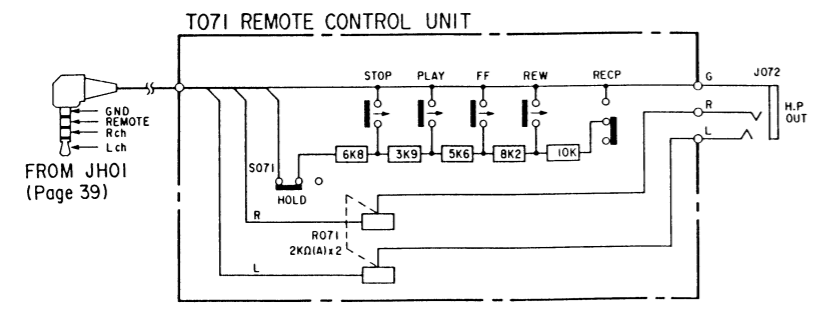 TO71 REMOTE CONTROL UNIT
STOP PLAY FF REW RECP
G J072
R H.P
OUT
L
GND
REMOTE
Rch
Lch
FROM JH01
(Page 39)
S071
6K8 3K9 5K6 8K2 10K
HOLD
R
R071
2KΩ(A)x2
L